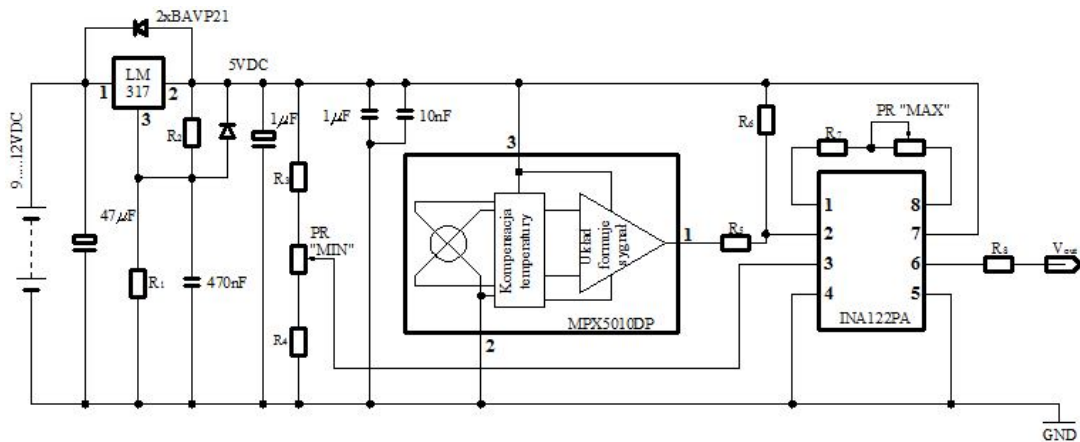 2xBAVP21
LM
317
1
2
3
5VDC
9.....12VDC
47µF
R2
1µF
R1
470nF
R3
PR
"MIN"
R4
1µF
10nF
3
Kompensacja
temperatury
Układ
formuje
sygnał
1
MPX5010DP
2
R6
R5
R7
PR "MAX"
1
8
2
7
3
6
4
5
INA122PA
R8
Vout
GND